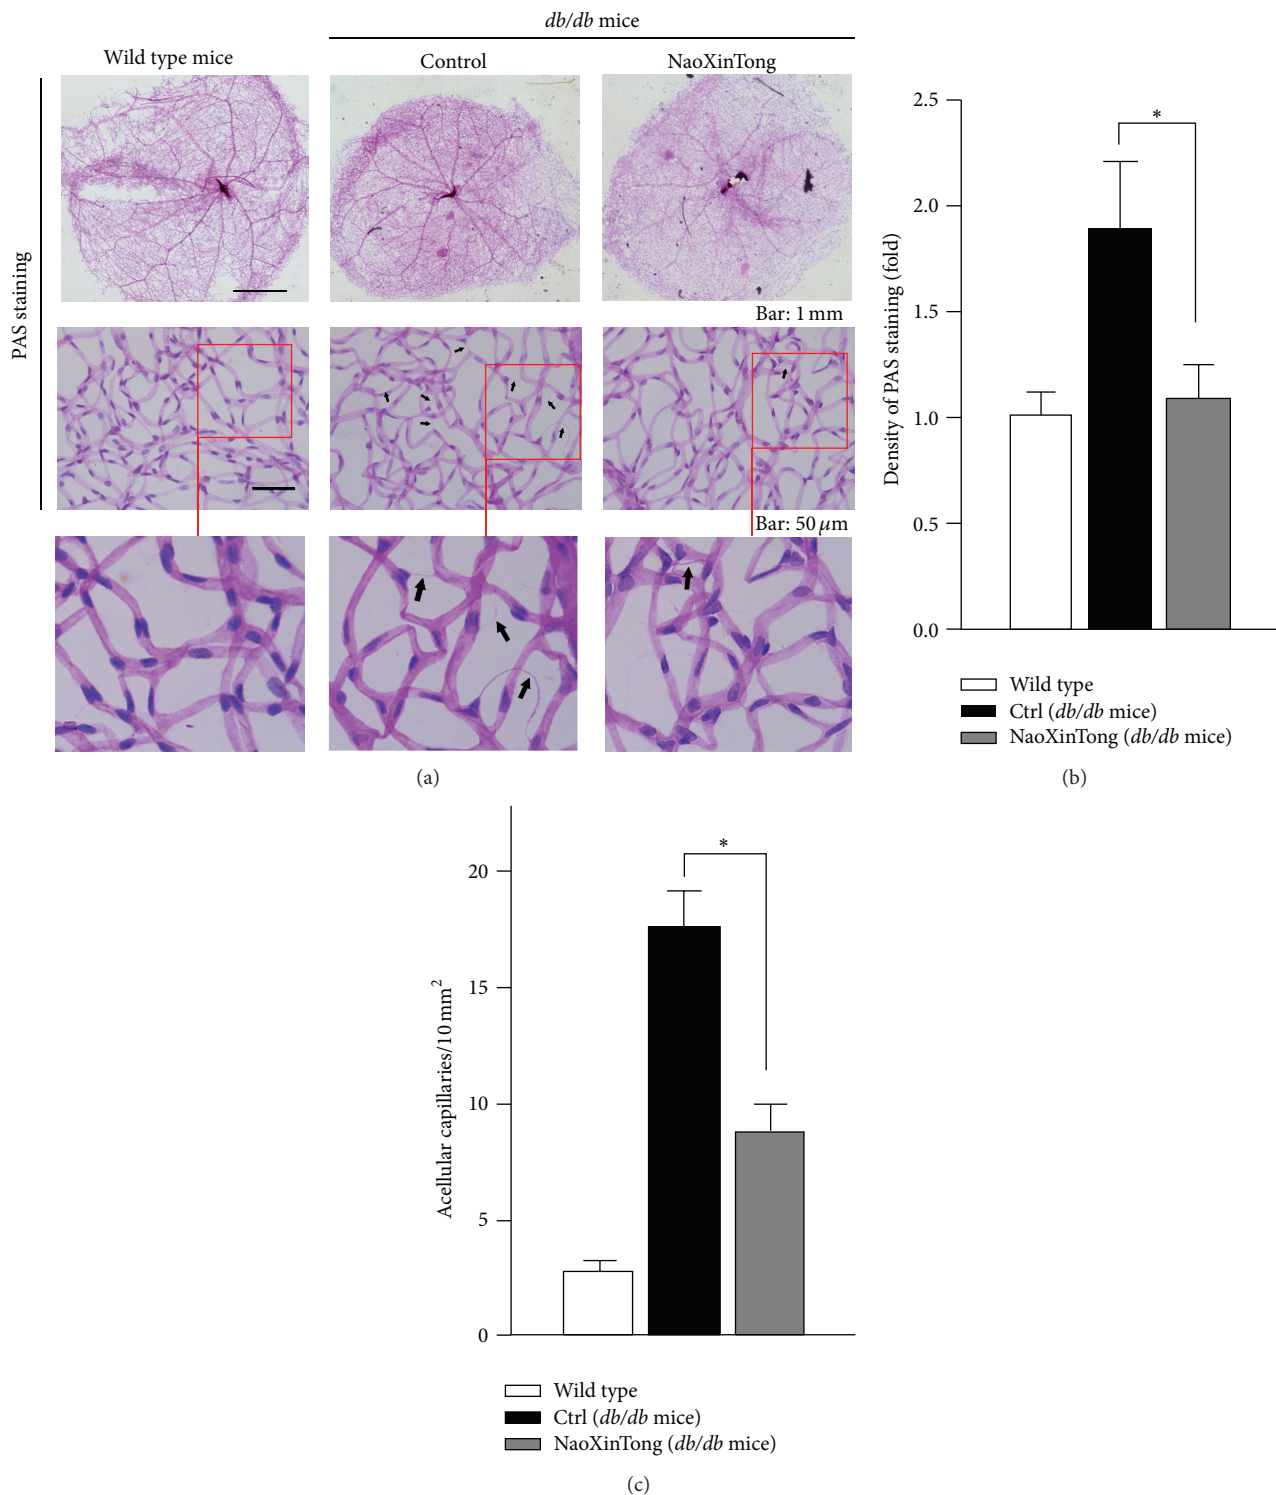 db/db mice
Wild type mice
Control
NaoXinTong
PAS staining
Bar: 1 mm
Bar: 50 μm
(a)
2.5
2.0
1.5
1.0
0.5
0.0
Density of PAS staining (fold)
*
Wild type
Ctrl (db/db mice)
NaoXinTong (db/db mice)
(b)
20
15
10
5
0
Acellular capillaries/10 mm²
*
Wild type
Ctrl (db/db mice)
NaoXinTong (db/db mice)
(c)